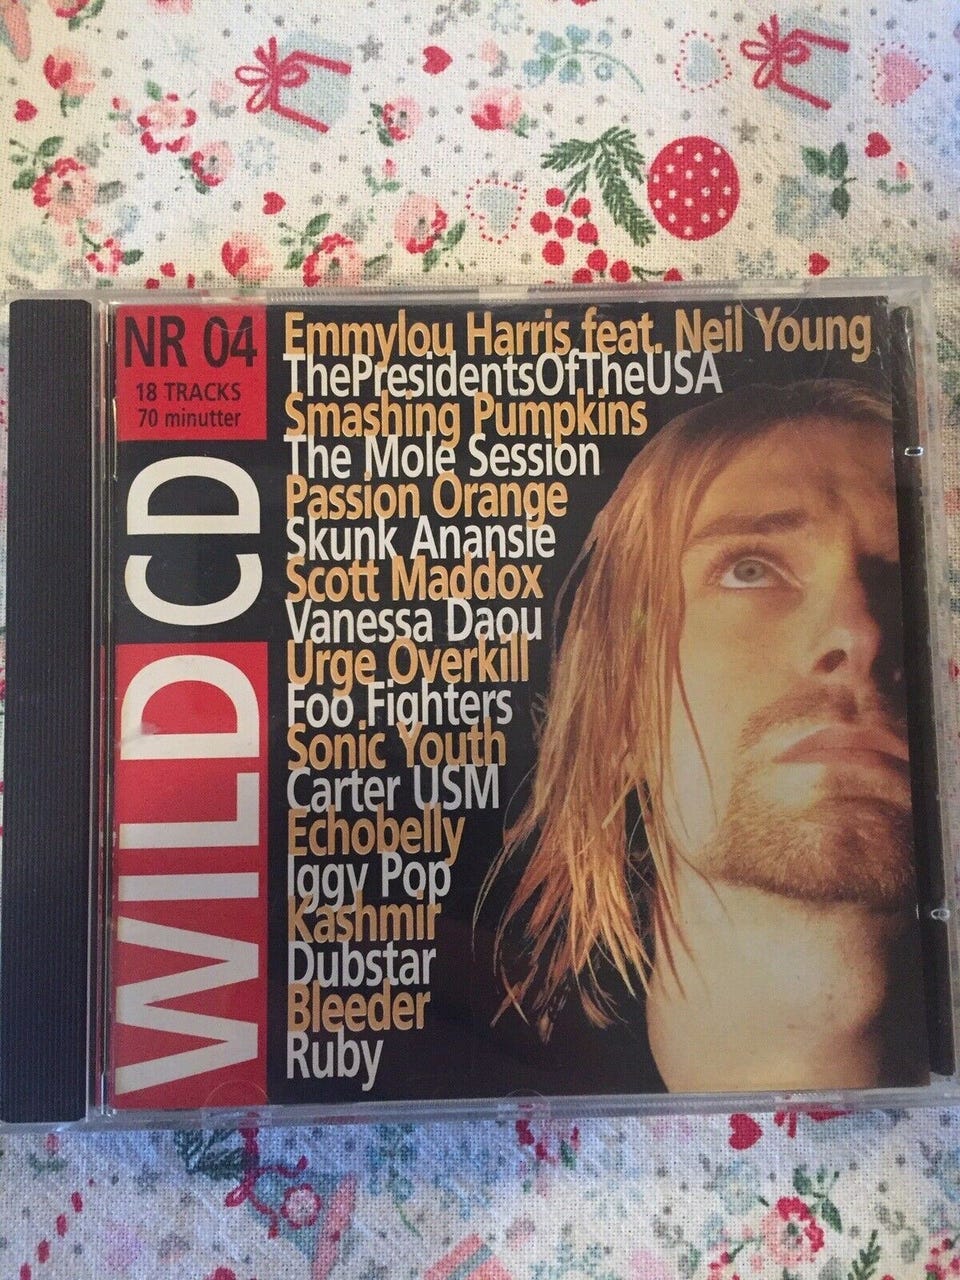 NR 04
18 TRACKS
70 minutter
WILD CD
Emmylou Harris feat. Neil Young
ThePresidentsOfTheUSA
Smashing Pumpkins
The Mole Session
Passion Orange
Skunk Anansie
Scott Maddox
Vanessa Daou
Urge Overkill
Foo Fighters
Sonic Youth
Carter USM
Echobelly
Iggy Pop
Kashmir
Dubstar
Bleeder
Ruby